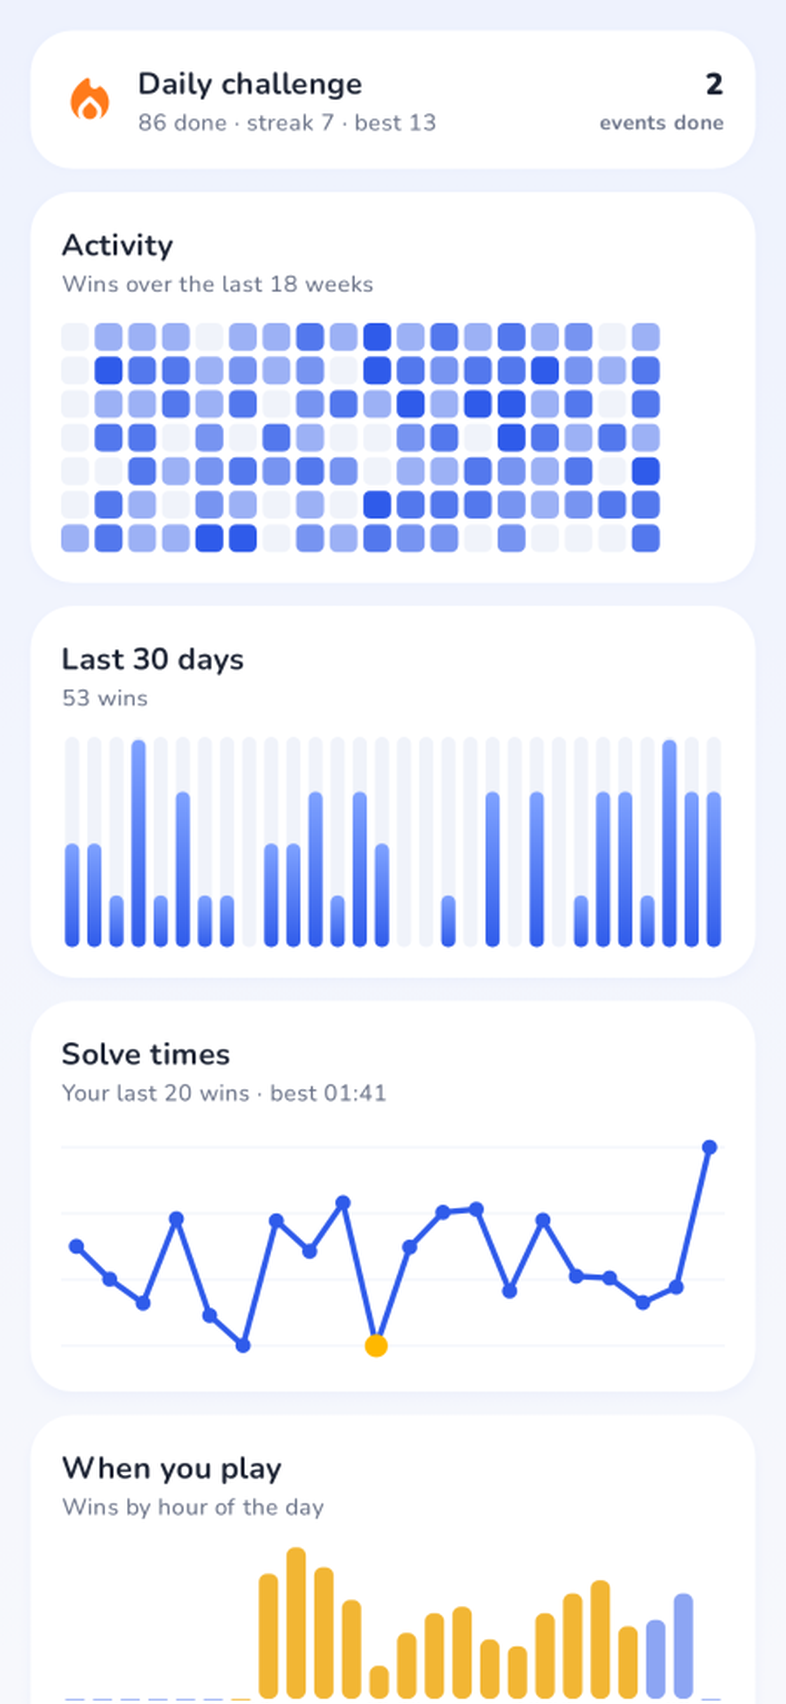 Daily challenge
86 done · streak 7 · best 13
2
events done
Activity
Wins over the last 18 weeks
Last 30 days
53 wins
Solve times
Your last 20 wins · best 01:41
When you play
Wins by hour of the day